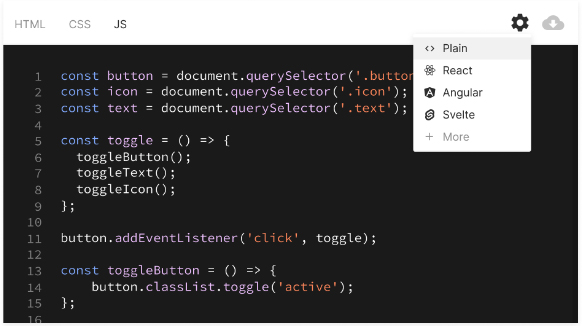 HTML CSS JS
Plain
React
Angular
Svelte
+ More
1 const button = document.querySelector('.button
2 const icon = document.querySelector('.icon');
3 const text = document.querySelector('.text');
4
5 const toggle = () => {
6 toggleButton();
7 toggleText();
8 toggleIcon();
9 };
10
11 button.addEventListener('click', toggle);
12
13 const toggleButton = () => {
14 button.classList.toggle('active');
15 };
16